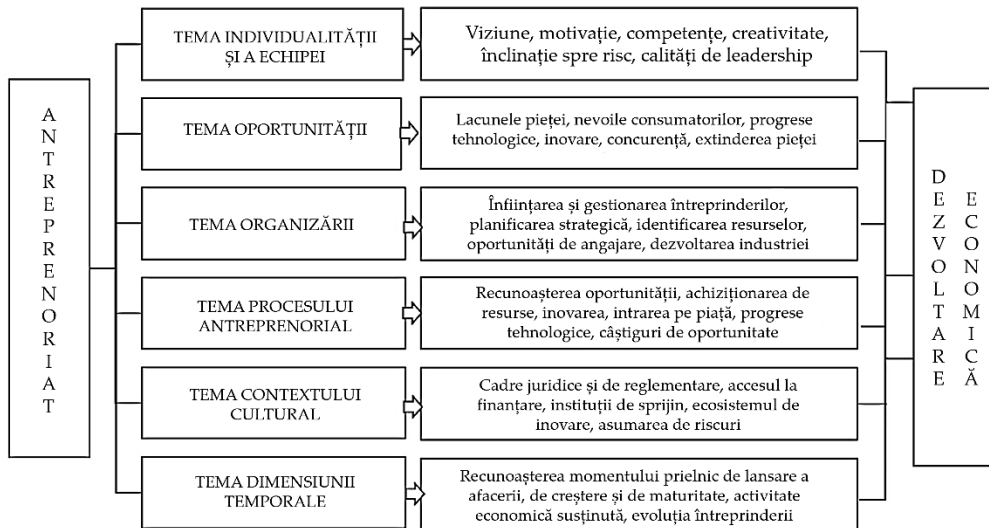 ANTREPRENORIAT
TEMA INDIVIDUALITĂȚII
ȘI A ECHIPEI
Viziune, motivație, competențe, creativitate,
înclinație spre risc, calități de leadership
TEMA OPORTUNITĂȚII
Lacunele pieței, nevoile consumatorilor, progrese
tehnologice, inovare, concurență, extinderea pieței
TEMA ORGANIZĂRII
Înființarea și gestionarea întreprinderilor,
planificarea strategică, identificarea resurselor,
oportunități de angajare, dezvoltarea industriei
TEMA PROCESULUI
ANTREPRENORIAL
Recunoașterea oportunității, achiziționarea de
resurse, inovarea, intrarea pe piață, progrese
tehnologice, câștiguri de oportunitate
TEMA CONTEXTULUI
CULTURAL
Cadre juridice și de reglementare, accesul la
finanțare, instituții de sprijin, ecosistemul de
inovare, asumarea de riscuri
TEMA DIMENSIUNII
TEMPORALE
Recunoașterea momentului prielnic de lansare a
afacerii, de creștere și de maturitate, activitate
economică susținută, evoluția întreprinderii
DEZVOLTARE
ECONOMICĂ